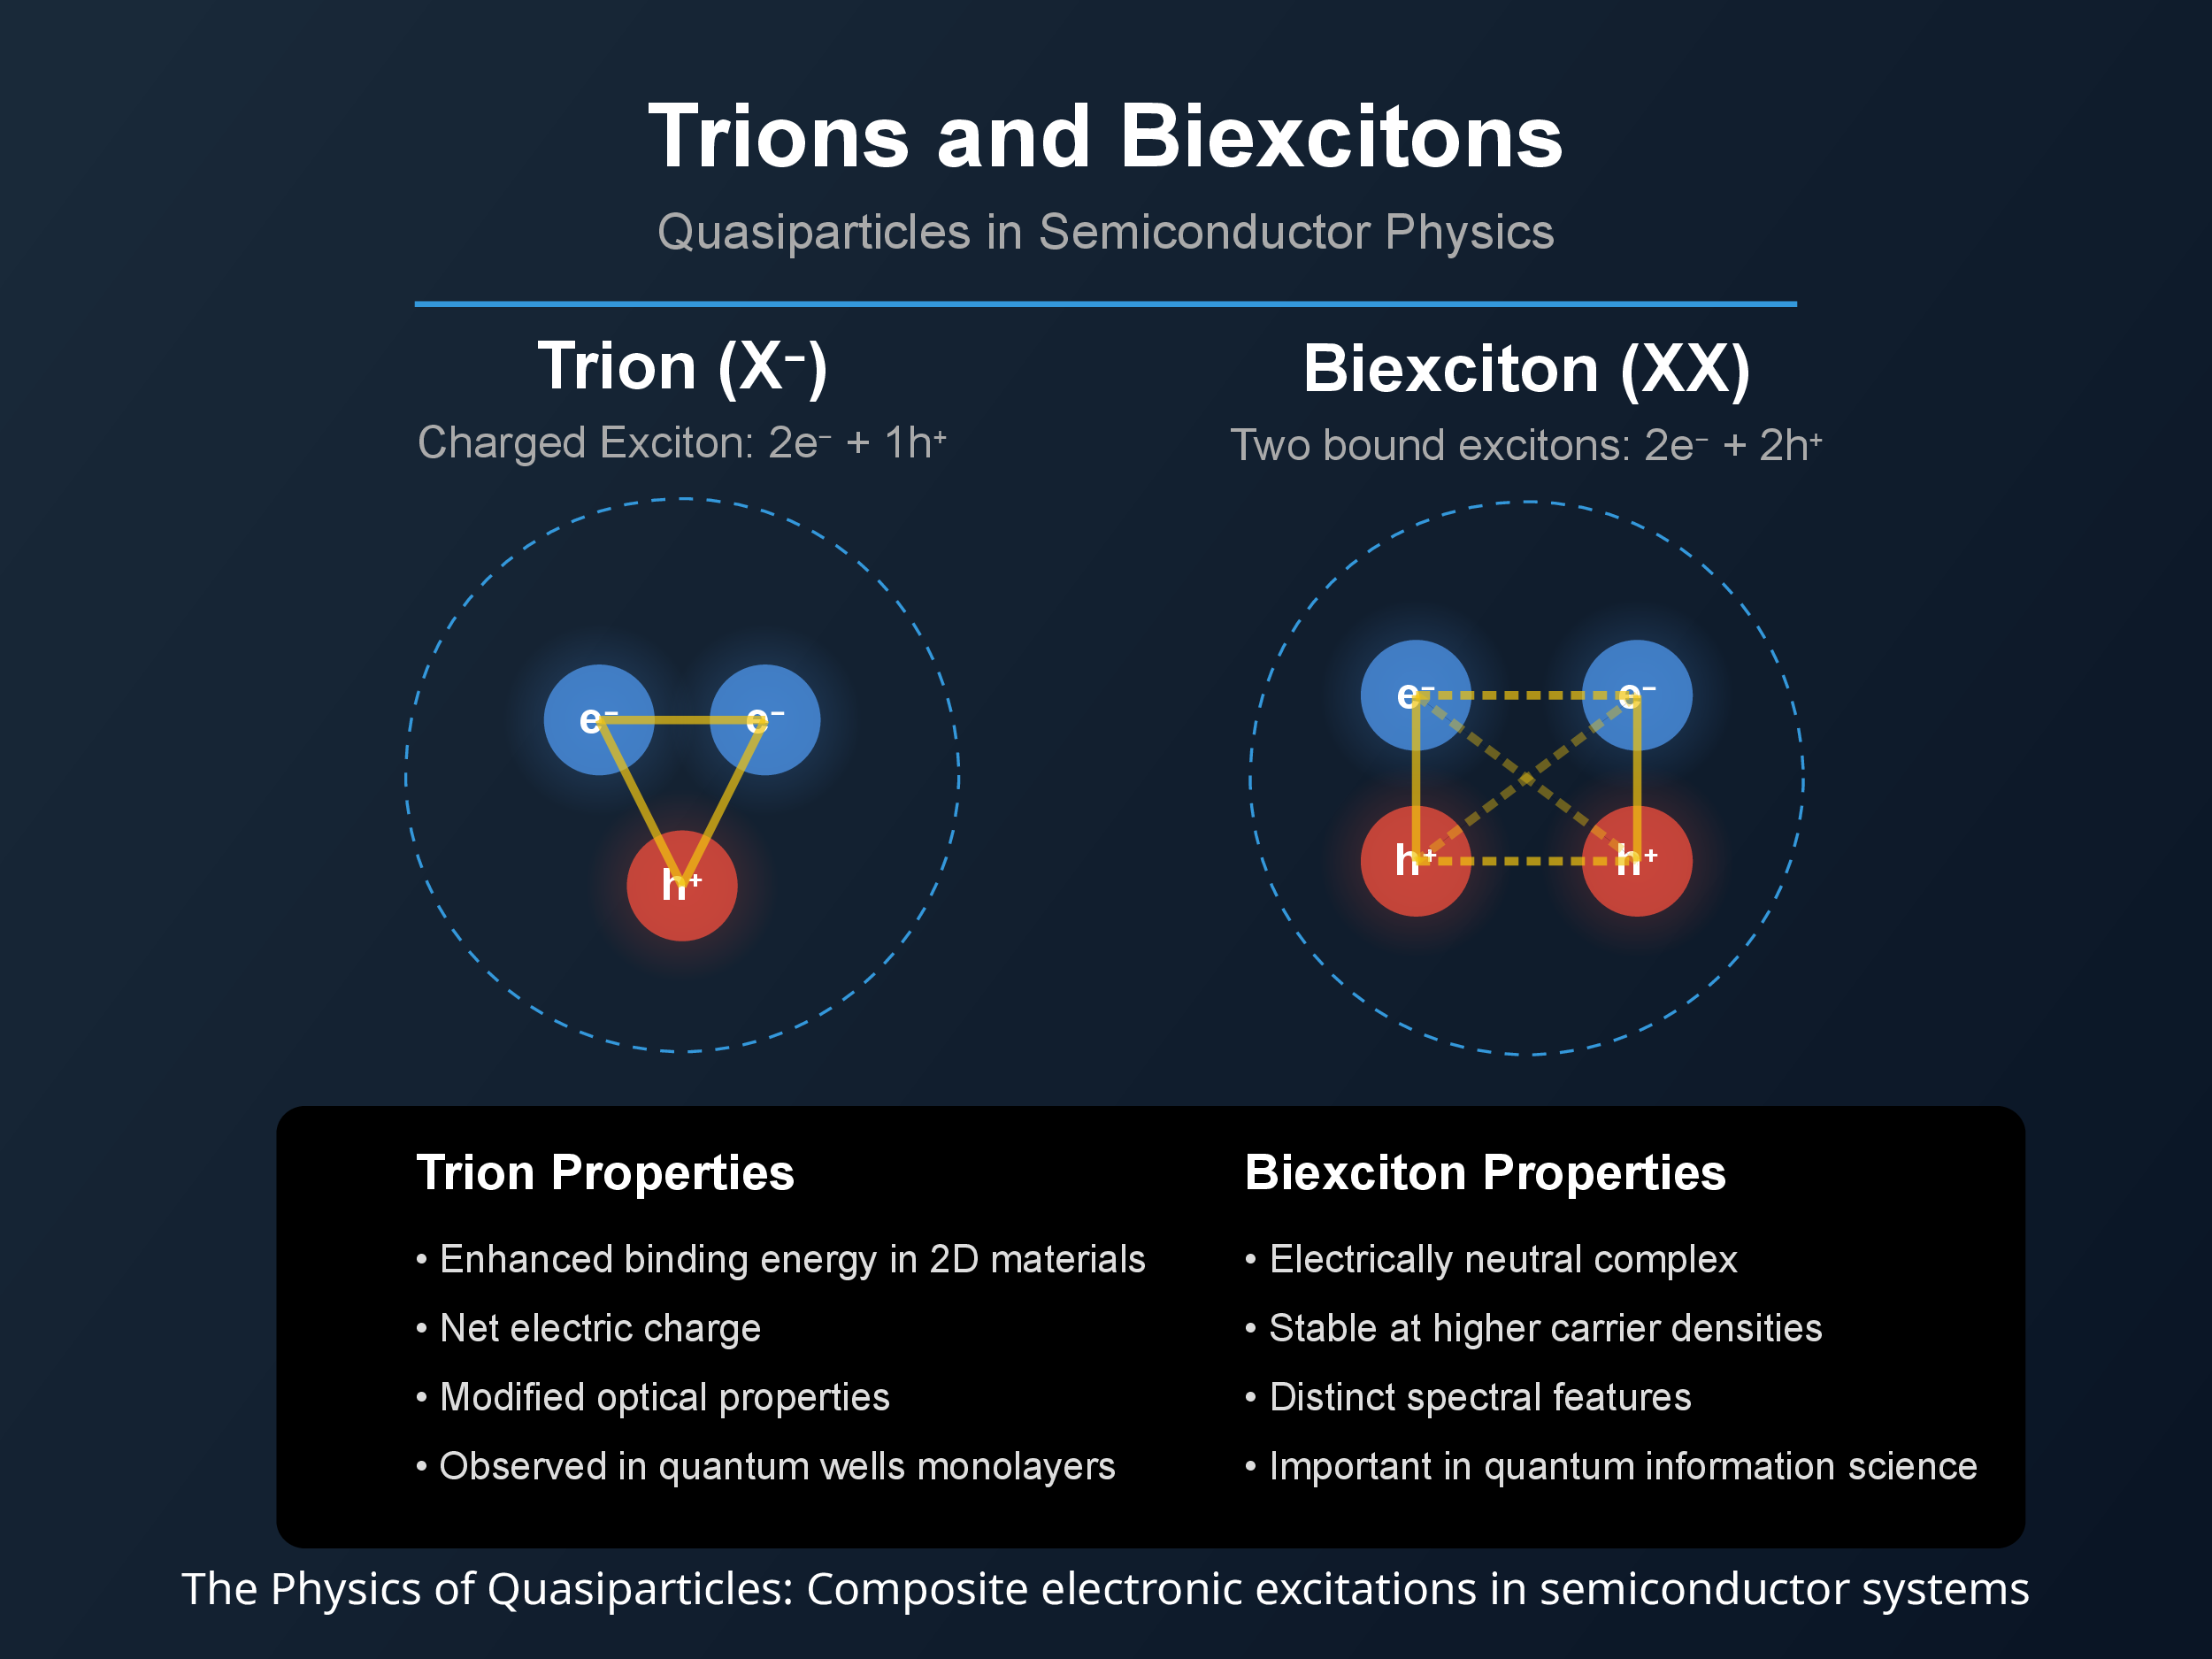 Trions and Biexcitons
Quasiparticles in Semiconductor Physics
Trion (X⁻)
Charged Exciton: 2e⁻ + 1h⁺
e⁻ e⁻
h⁺
Biexciton (XX)
Two bound excitons: 2e⁻ + 2h⁺
e⁻ e⁻
h⁺ h⁺
Trion Properties
• Enhanced binding energy in 2D materials
• Net electric charge
• Modified optical properties
• Observed in quantum wells monolayers
Biexciton Properties
• Electrically neutral complex
• Stable at higher carrier densities
• Distinct spectral features
• Important in quantum information science
The Physics of Quasiparticles: Composite electronic excitations in semiconductor systems